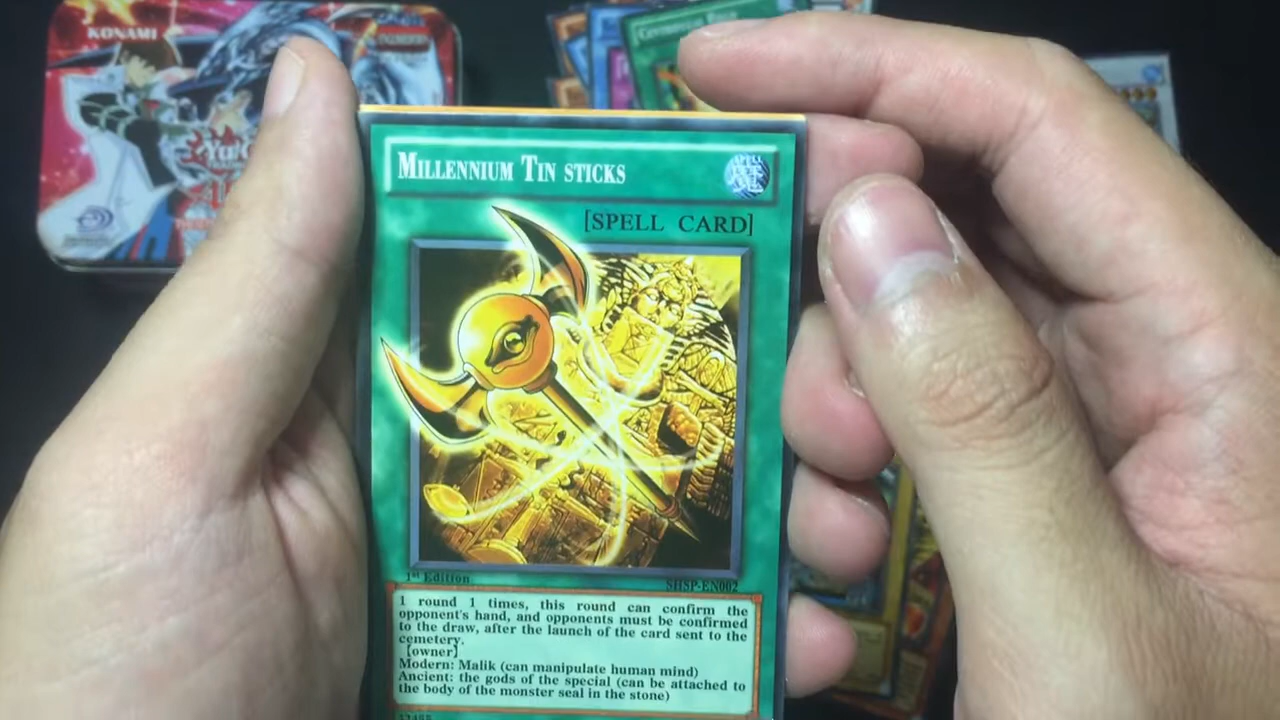 KONAMI
MILLENNIUM TIN STICKS
[SPELL CARD]
1st Edition
SHSP-EN002
1 round 1 times, this round can confirm the
opponent's hand, and opponents must be confirmed
to the draw, after the launch of the card sent to the
cemetery.
[owner]
Modern: Malik (can manipulate human mind)
Ancient: the gods of the special (can be attached to
the body of the monster seal in the stone)